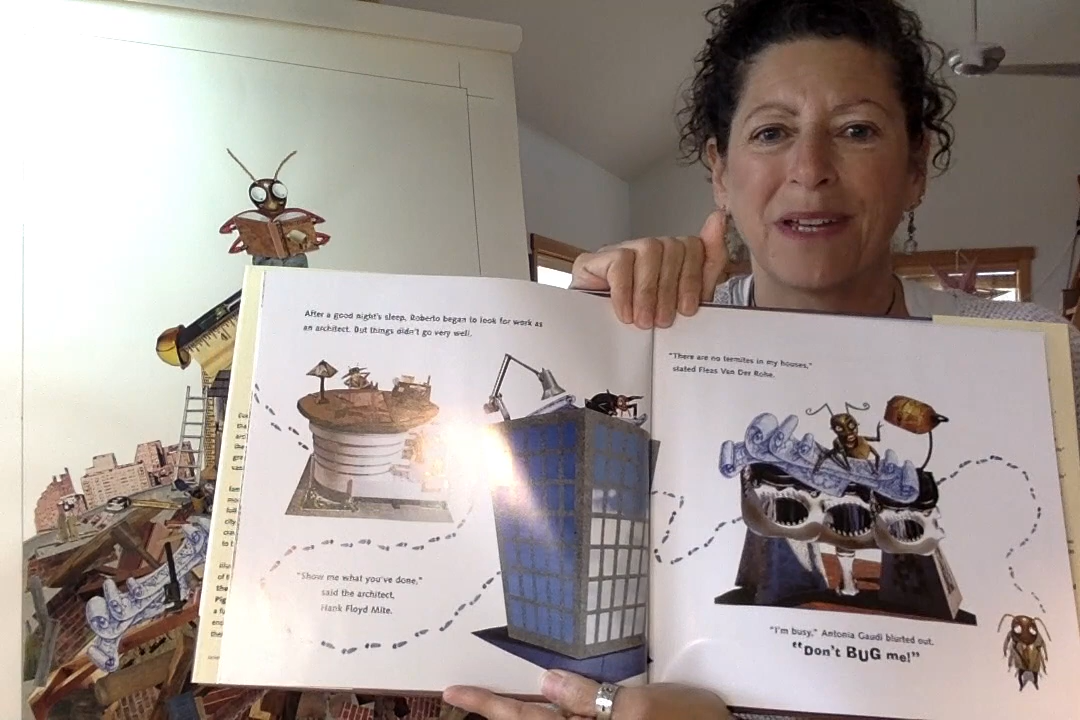 After a good night's sleep, Roberto began to look for work as
an architect. But things didn't go very well.
"Show me what you've done,"
said the architect,
Hank Floyd Mite.
"There are no termites in my houses,"
stated Fleas Van Der Rohe.
"I'm busy," Antonia Gaudi blurted out.
"Don't BUG me!"